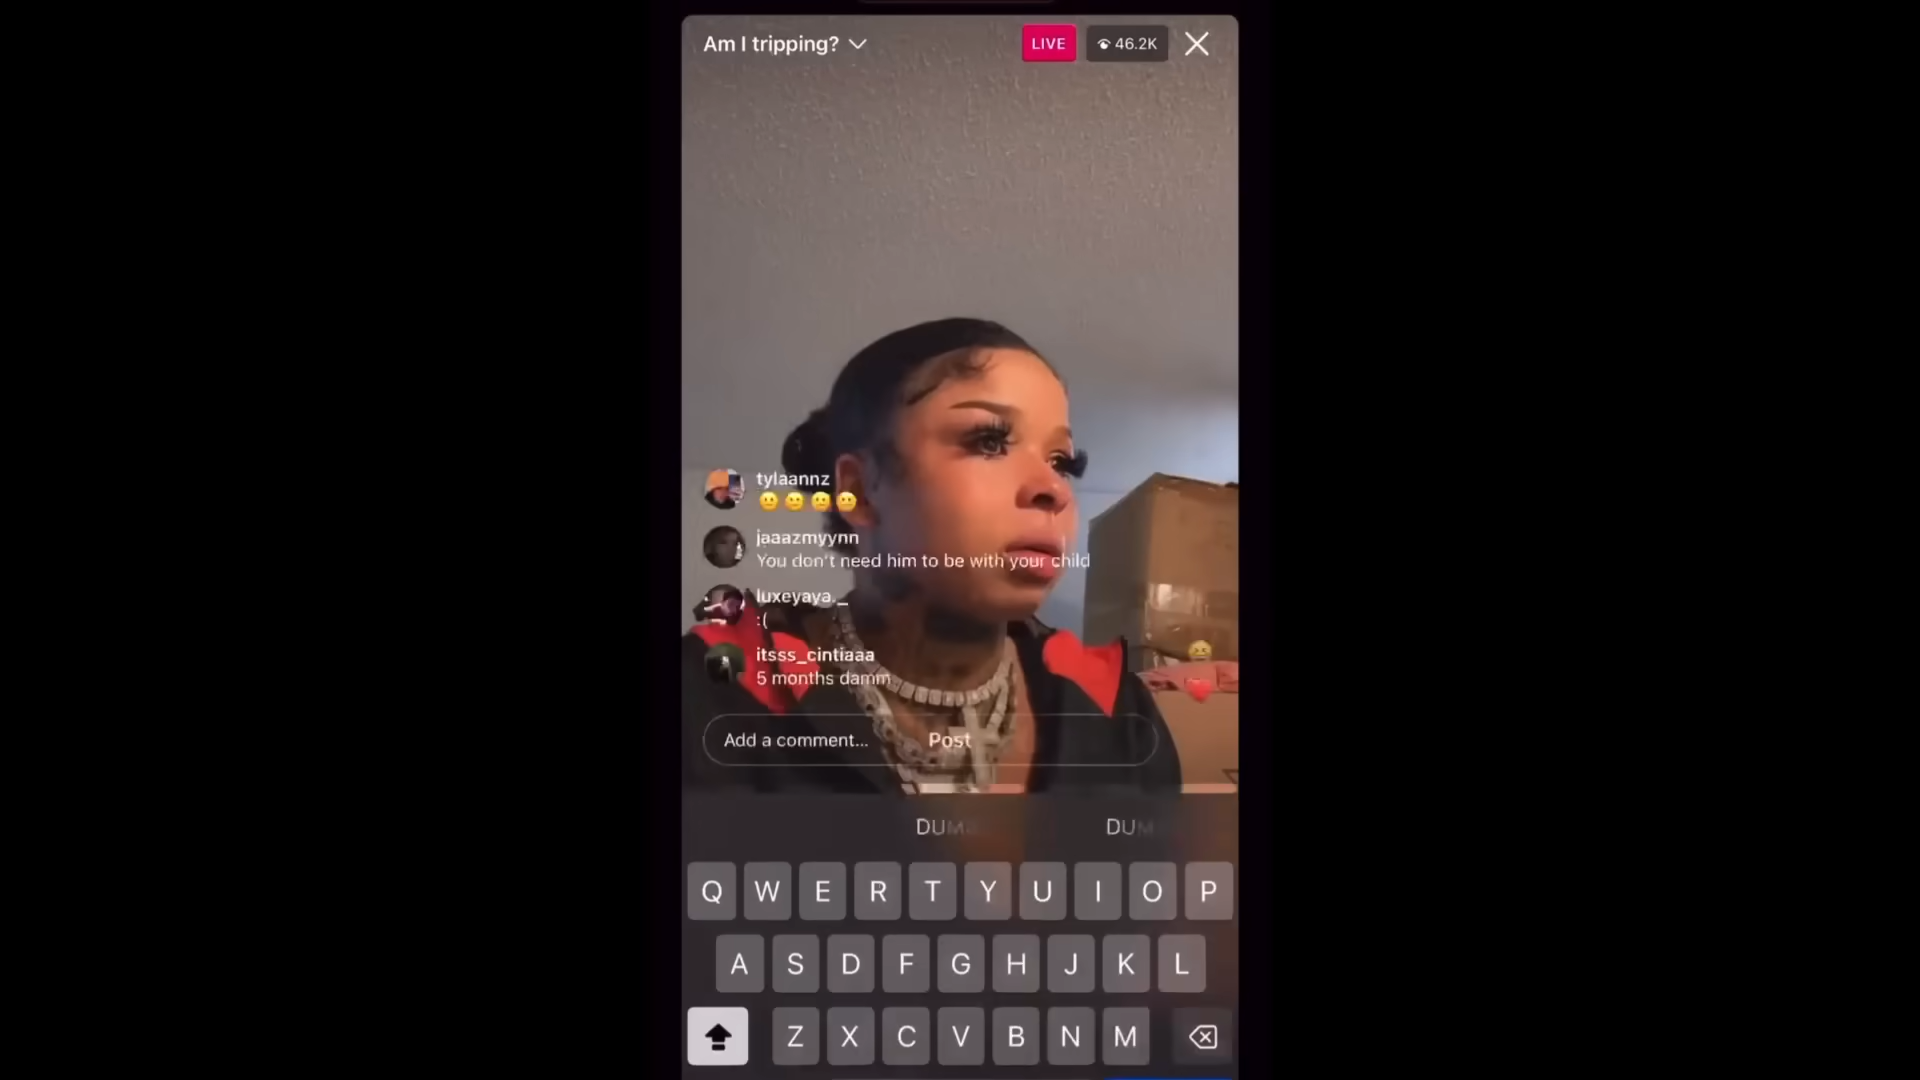 Am I tripping?
LIVE
46.2K
tylaannz
jaaazmyynn
You don't need him to be with your child
luxeyaya._
:(
itsss_cintiaaa
5 months damm
Add a comment...
Post
Q W E R T Y U I O P
A S D F G H J K L
Z X C V B N M